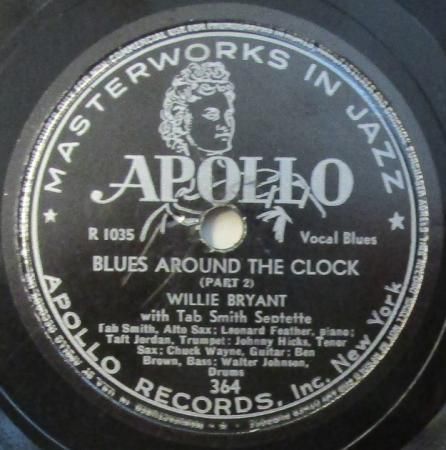 MASTERWORKS IN JAZZ
APOLLO
R 1035
Vocal Blues
BLUES AROUND THE CLOCK
(PART 2)
WILLIE BRYANT
with Tab Smith Septette
Tab Smith, Alto Sax; Leonard Feather, piano;
Taft Jordan, Trumpet; Johnny Hicks, Tenor
Sax; Chuck Wayne, Guitar; Ben
Brown, Bass; Walter Johnson,
Drums
364
APOLLO RECORDS, Inc. New York